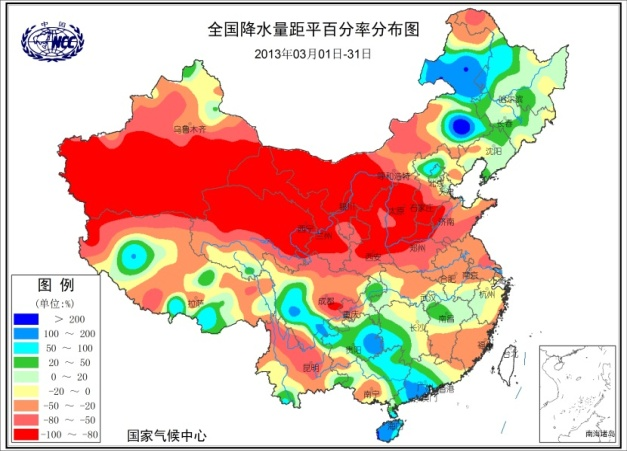 中国
NCC
全国降水量距平百分率分布图
2013年03月01日-31日
哈尔滨
长春
乌鲁木齐
沈阳
呼和浩特
北京
天津
银川
太原
石家庄
西宁
兰州
济南
西安
郑州
拉萨
成都
重庆
武汉
合肥
南京
杭州
长沙
南昌
贵阳
昆明
福州
台北
南宁
广州
香港
澳门
海口
图 例
(单位:%)
> 200
100 ~ 200
50 ~ 100
20 ~ 50
0 ~ 20
-20 ~ 0
-50 ~ -20
-80 ~ -50
-100 ~ -80
国家气候中心
南海诸岛